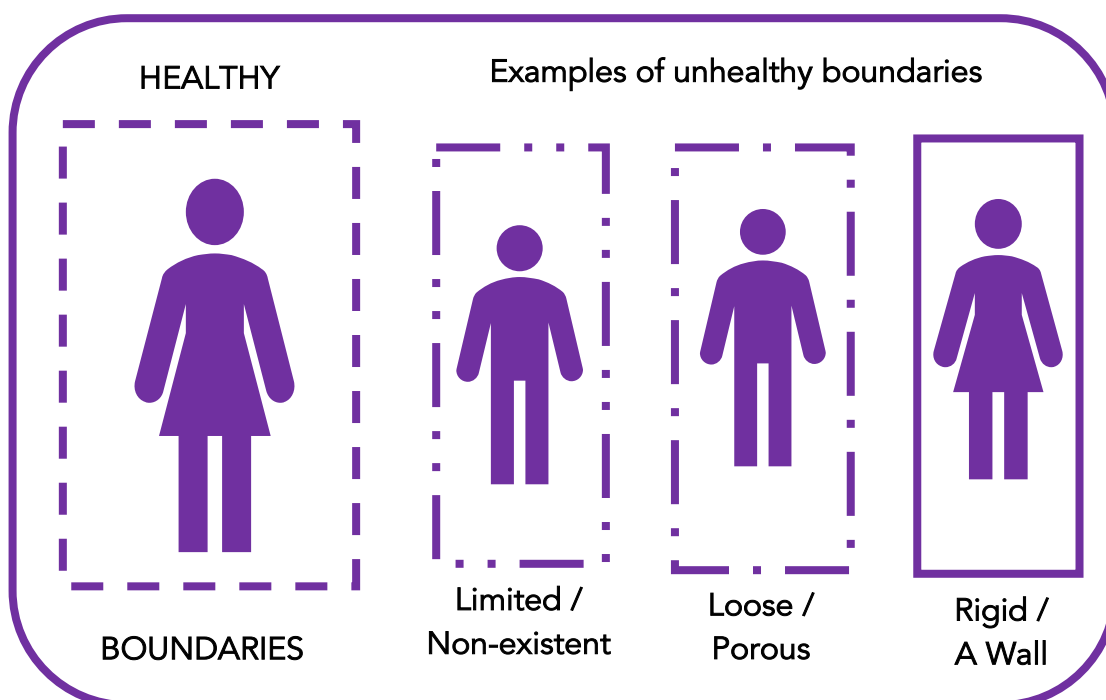 HEALTHY
BOUNDARIES
Examples of unhealthy boundaries
Limited /
Non-existent
Loose /
Porous
Rigid /
A Wall